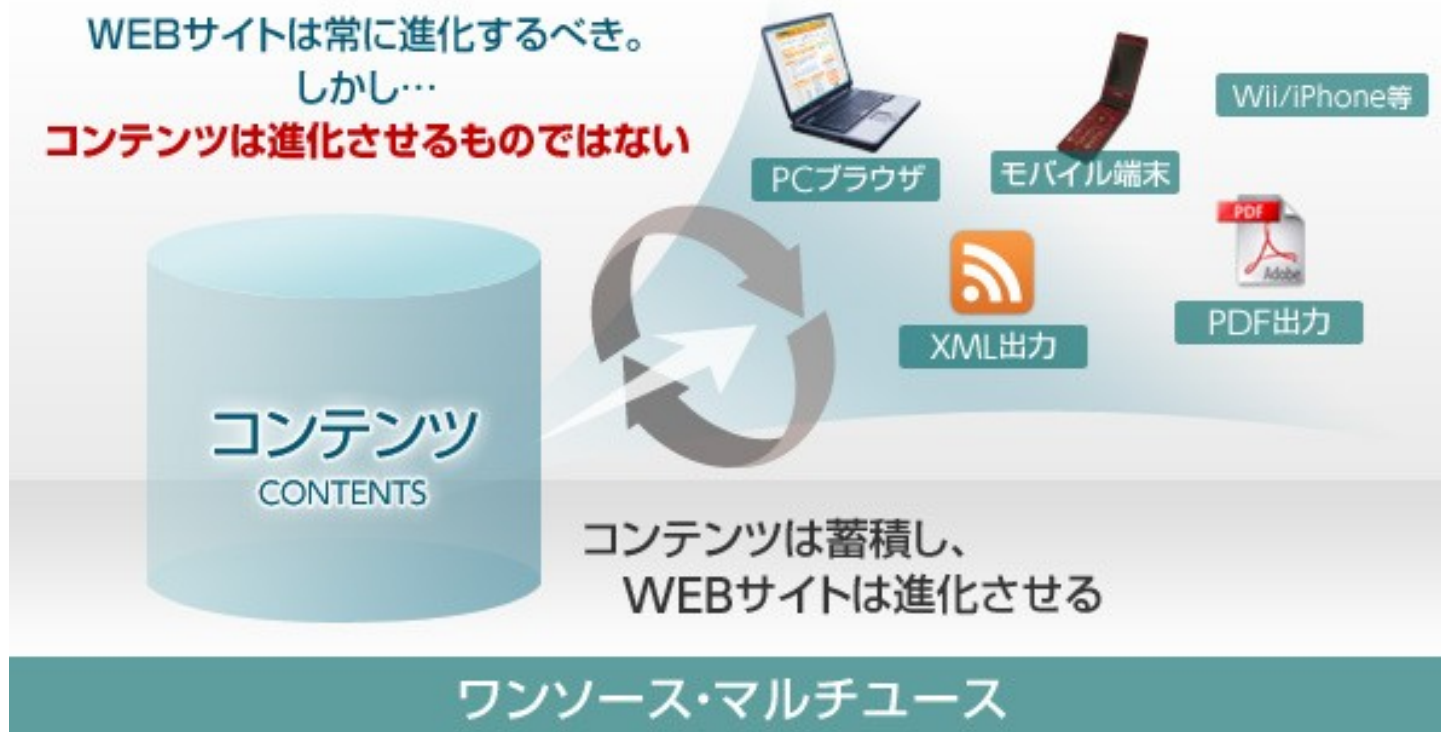 WEBサイトは常に進化するべき。
しかし…
コンテンツは進化させるものではない
PCブラウザ
モバイル端末
Wii/iPhone等
PDF
Adobe
XML出力
PDF出力
コンテンツ
CONTENTS
コンテンツは蓄積し、
WEBサイトは進化させる
ワンソース・マルチユース